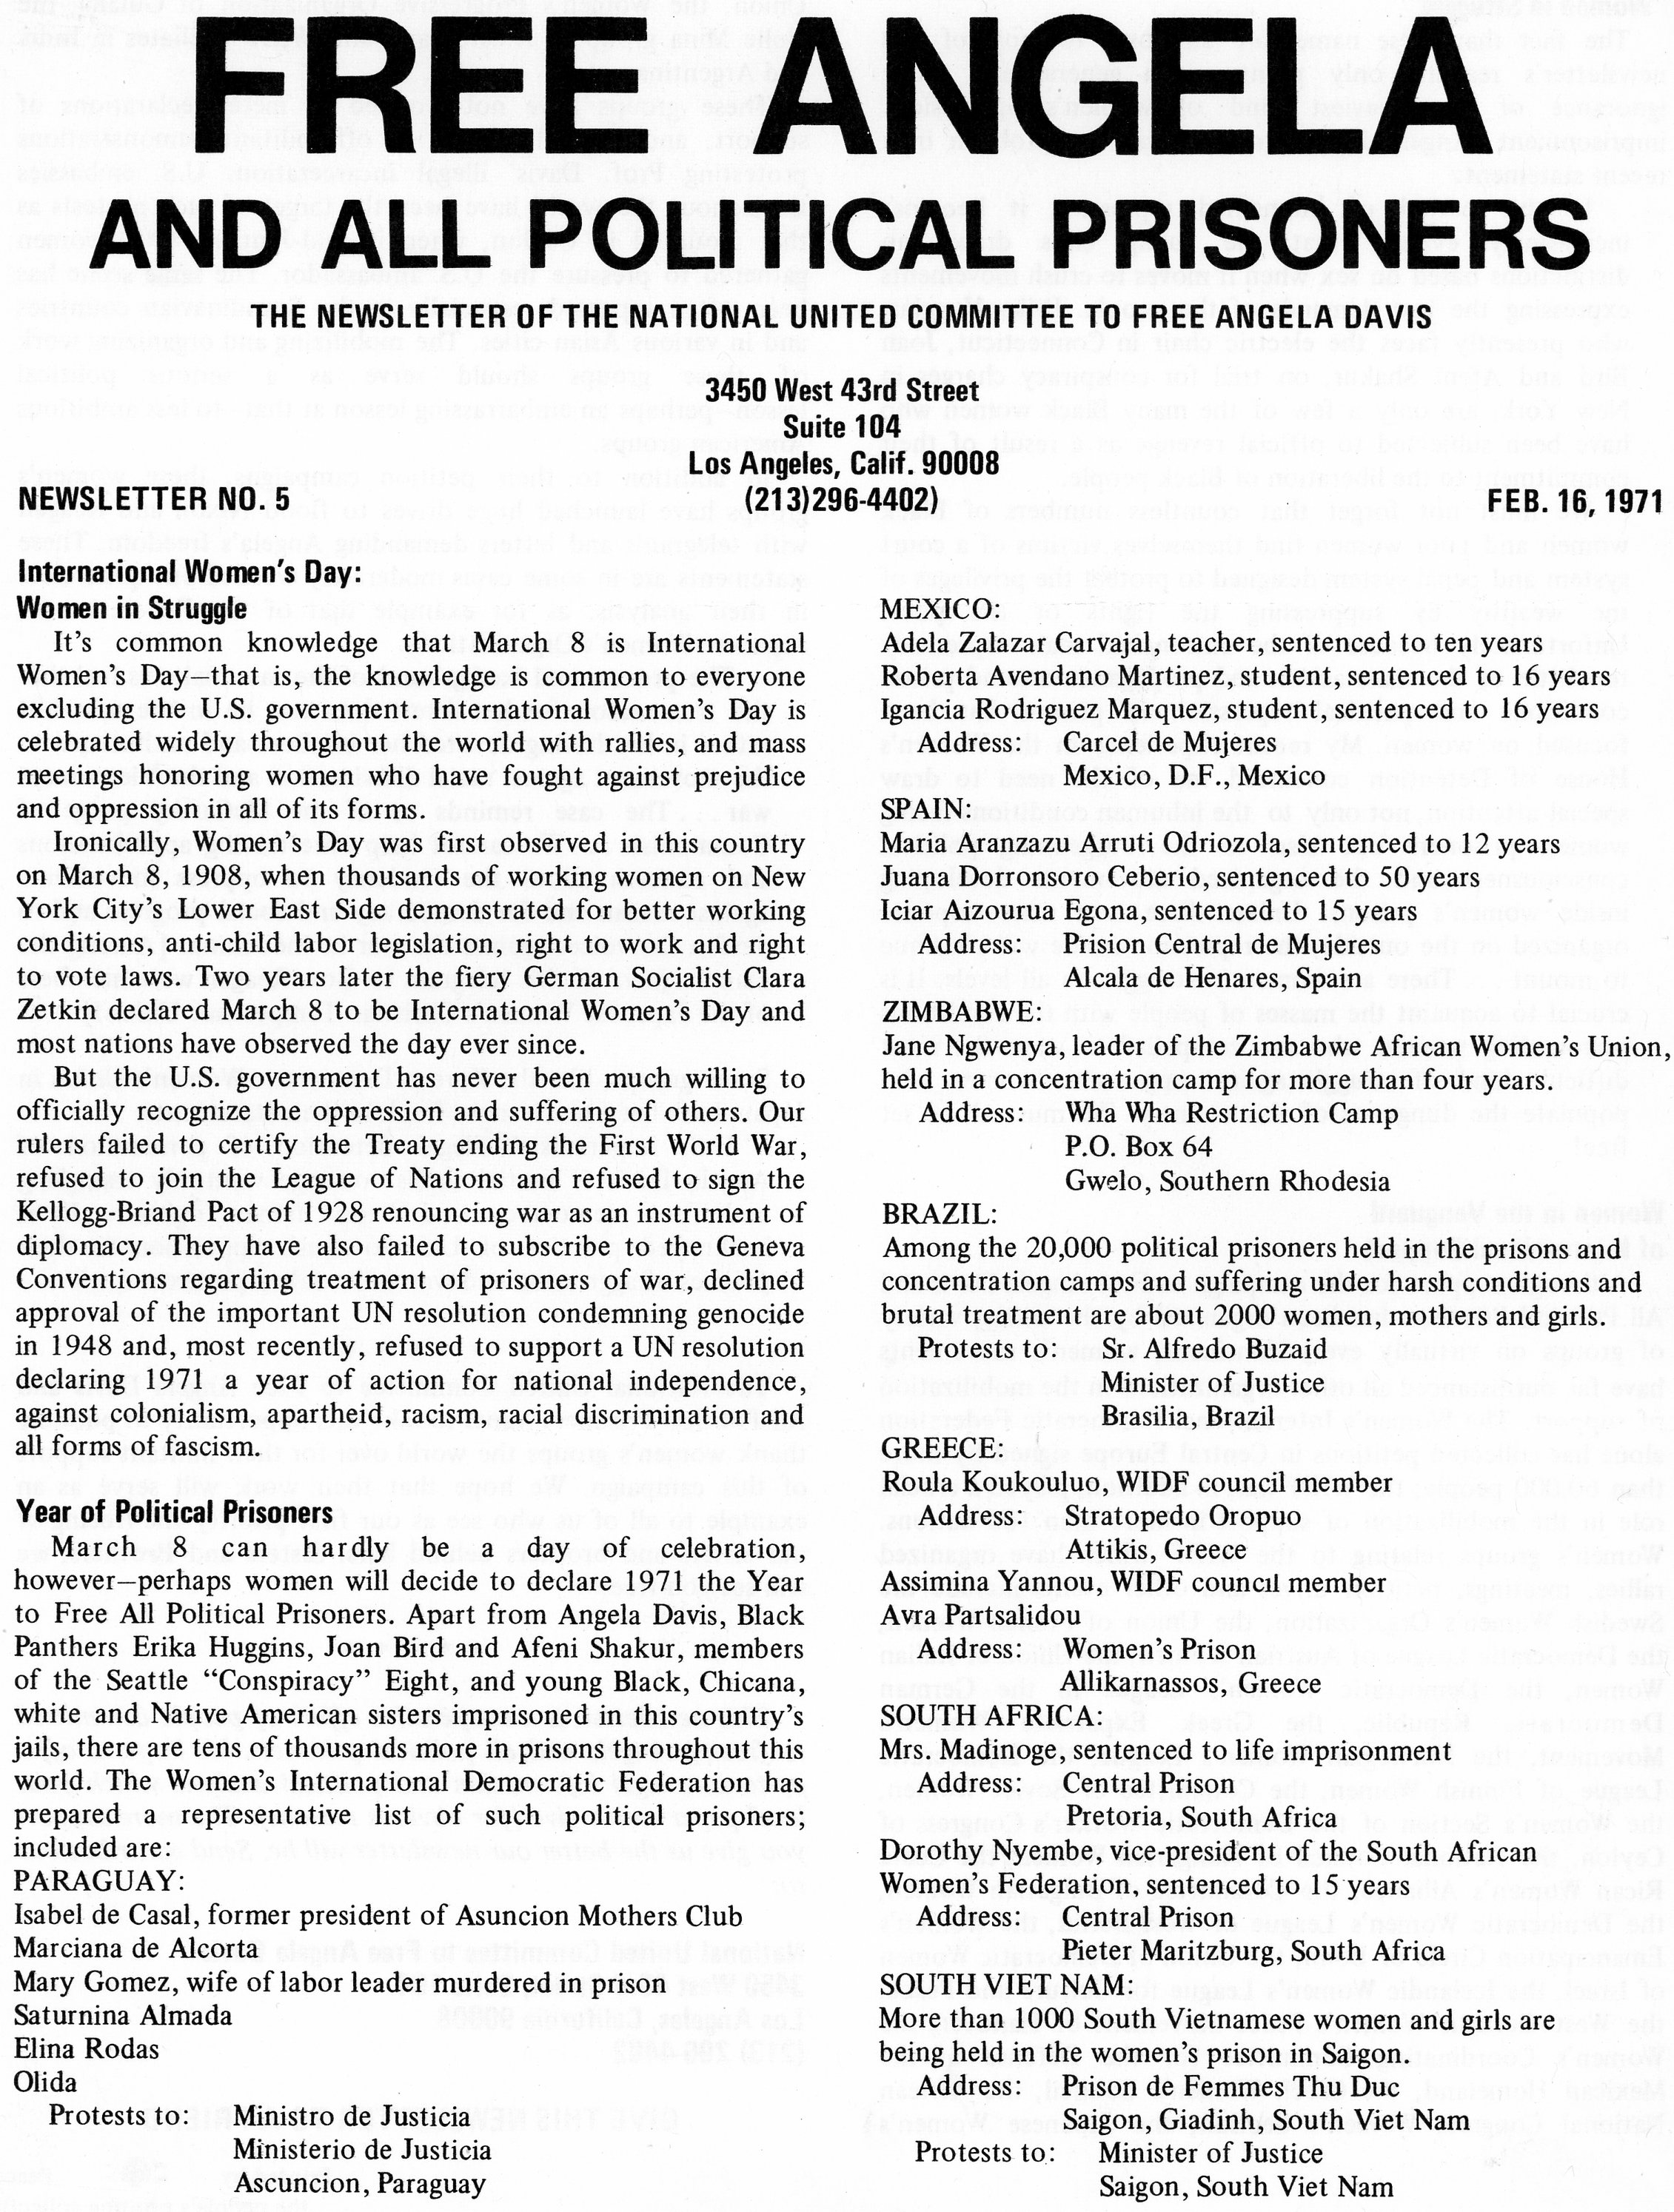 FREE ANGELA
AND ALL POLITICAL PRISONERS
THE NEWSLETTER OF THE NATIONAL UNITED COMMITTEE TO FREE ANGELA DAVIS
3450 West 43rd Street
Suite 104
Los Angeles, Calif. 90008
(213)296-4402)
NEWSLETTER NO. 5
FEB. 16, 1971
International Women's Day:
Women in Struggle
It's common knowledge that March 8 is International
Women's Day—that is, the knowledge is common to everyone
excluding the U.S. government. International Women's Day is
celebrated widely throughout the world with rallies, and mass
meetings honoring women who have fought against prejudice
and oppression in all of its forms.
Ironically, Women's Day was first observed in this country
on March 8, 1908, when thousands of working women on New
York City's Lower East Side demonstrated for better working
conditions, anti-child labor legislation, right to work and right
to vote laws. Two years later the fiery German Socialist Clara
Zetkin declared March 8 to be International Women's Day and
most nations have observed the day ever since.
But the U.S. government has never been much willing to
officially recognize the oppression and suffering of others. Our
rulers failed to certify the Treaty ending the First World War,
refused to join the League of Nations and refused to sign the
Kellogg-Briand Pact of 1928 renouncing war as an instrument of
diplomacy. They have also failed to subscribe to the Geneva
Conventions regarding treatment of prisoners of war, declined
approval of the important UN resolution condemning genocide
in 1948 and, most recently, refused to support a UN resolution
declaring 1971 a year of action for national independence,
against colonialism, apartheid, racism, racial discrimination and
all forms of fascism.
Year of Political Prisoners
March 8 can hardly be a day of celebration,
however—perhaps women will decide to declare 1971 the Year
to Free All Political Prisoners. Apart from Angela Davis, Black
Panthers Erika Huggins, Joan Bird and Afeni Shakur, members
of the Seattle “Conspiracy” Eight, and young Black, Chicana,
white and Native American sisters imprisoned in this country's
jails, there are tens of thousands more in prisons throughout this
world. The Women's International Democratic Federation has
prepared a representative list of such political prisoners;
included are:
PARAGUAY:
Isabel de Casal, former president of Asuncion Mothers Club
Marciana de Alcorta
Mary Gomez, wife of labor leader murdered in prison
Saturnina Almada
Elina Rodas
Olida
Protests to: Ministro de Justicia
Ministerio de Justicia
Ascuncion, Paraguay
MEXICO:
Adela Zalazar Carvajal, teacher, sentenced to ten years
Roberta Avendano Martinez, student, sentenced to 16 years
Igancia Rodriguez Marquez, student, sentenced to 16 years
Address: Carcel de Mujeres
Mexico, D.F., Mexico
SPAIN:
Maria Aranzazu Arruti Odriozola, sentenced to 12 years
Juana Dorronsoro Ceberio, sentenced to 50 years
Iciar Aizourua Egona, sentenced to 15 years
Address: Prision Central de Mujeres
Alcala de Henares, Spain
ZIMBABWE:
Jane Ngwenya, leader of the Zimbabwe African Women's Union,
held in a concentration camp for more than four years.
Address: Wha Wha Restriction Camp
P.O. Box 64
Gwelo, Southern Rhodesia
BRAZIL:
Among the 20,000 political prisoners held in the prisons and
concentration camps and suffering under harsh conditions and
brutal treatment are about 2000 women, mothers and girls.
Protests to: Sr. Alfredo Buzaid
Minister of Justice
Brasilia, Brazil
GREECE:
Roula Koukouluo, WIDF council member
Address: Stratopedo Oropuo
Attikis, Greece
Assimina Yannou, WIDF council member
Avra Partsalidou
Address: Women's Prison
Allikarnassos, Greece
SOUTH AFRICA:
Mrs. Madinoge, sentenced to life imprisonment
Address: Central Prison
Pretoria, South Africa
Dorothy Nyembe, vice-president of the South African
Women's Federation, sentenced to 15 years
Address: Central Prison
Pieter Maritzburg, South Africa
SOUTH VIET NAM:
More than 1000 South Vietnamese women and girls are
being held in the women's prison in Saigon.
Address: Prison de Femmes Thu Duc
Saigon, Giadinh, South Viet Nam
Protests to: Minister of Justice
Saigon, South Viet Nam